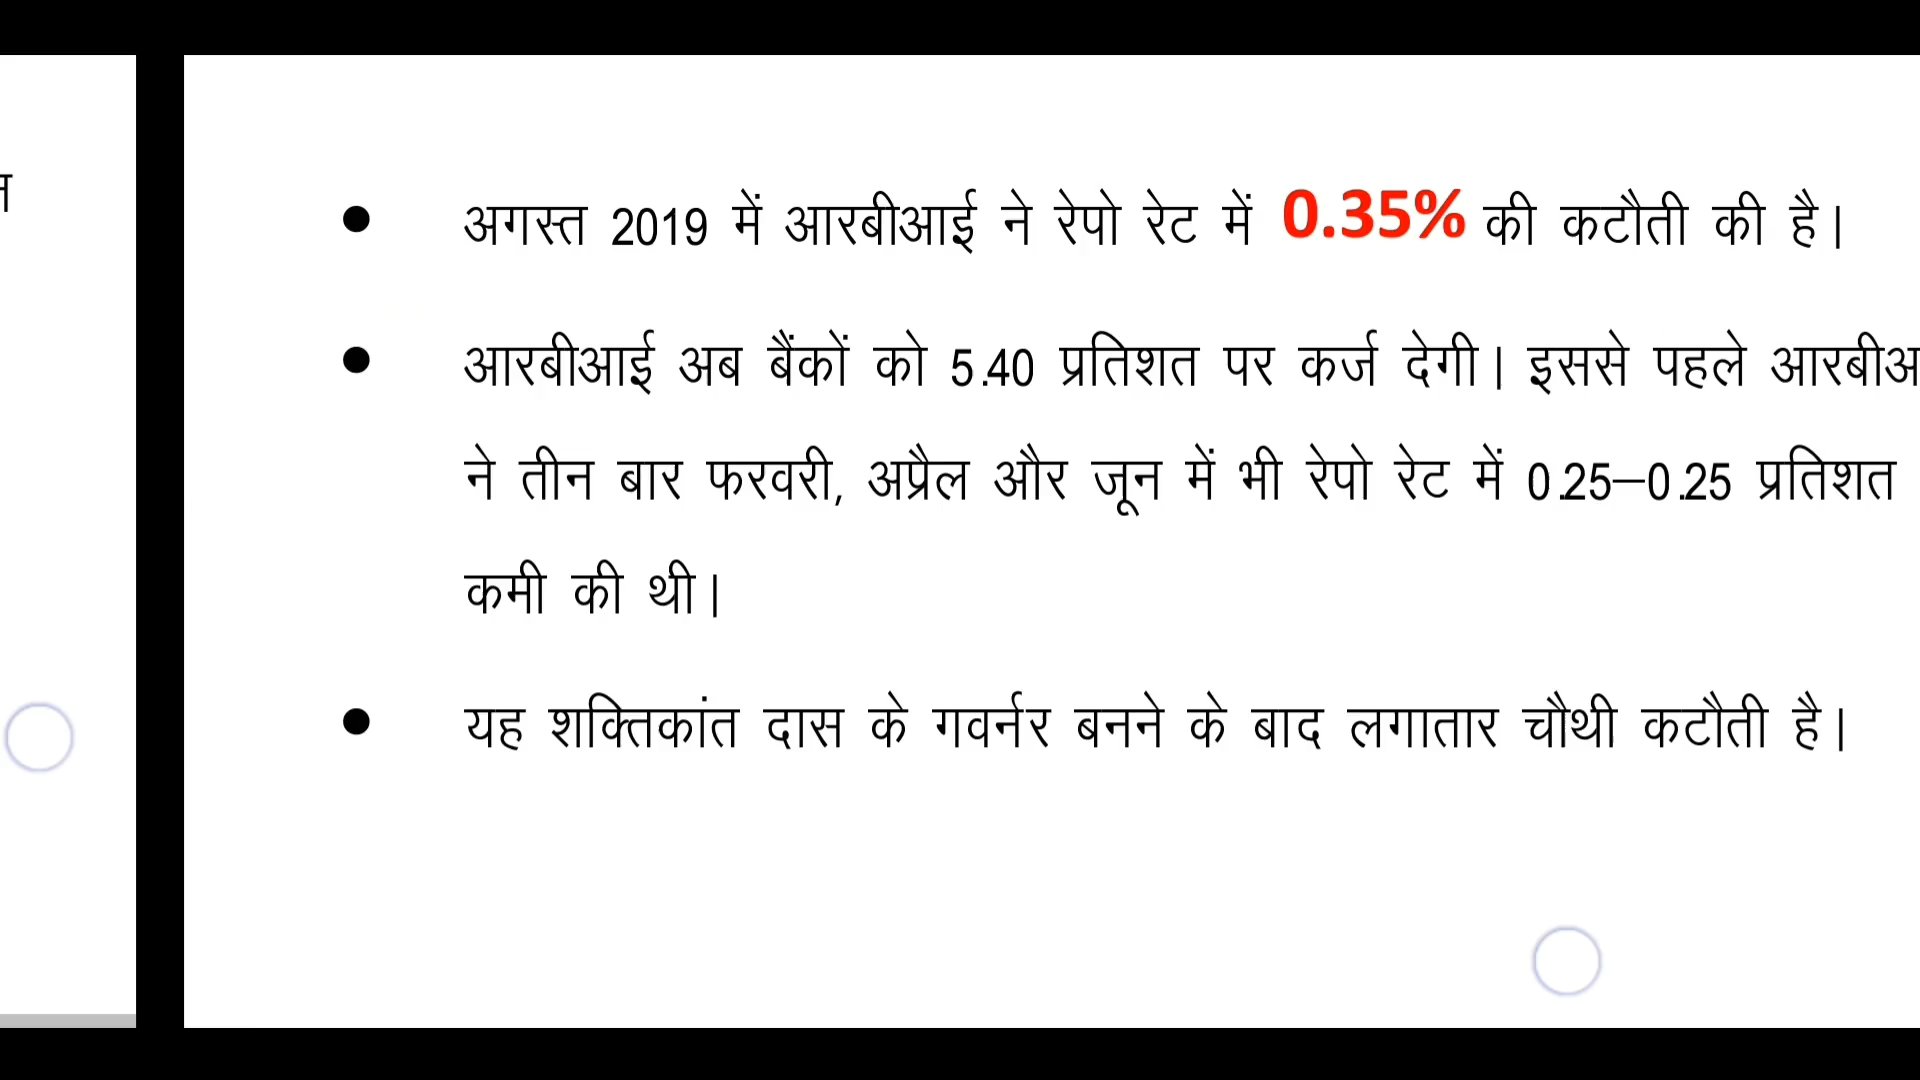 अगस्त 2019 में आरबीआई ने रेपो रेट में 0.35% की कटौती की है।
आरबीआई अब बैंकों को 5.40 प्रतिशत पर कर्ज देगी। इससे पहले
ने तीन बार फरवरी, अप्रैल और जून में भी रेपो रेट में 0.25–0.25 प्रतिशत
कमी की थी।
यह शक्तिकांत दास के गवर्नर बनने के बाद लगातार चौथी कटौती है।